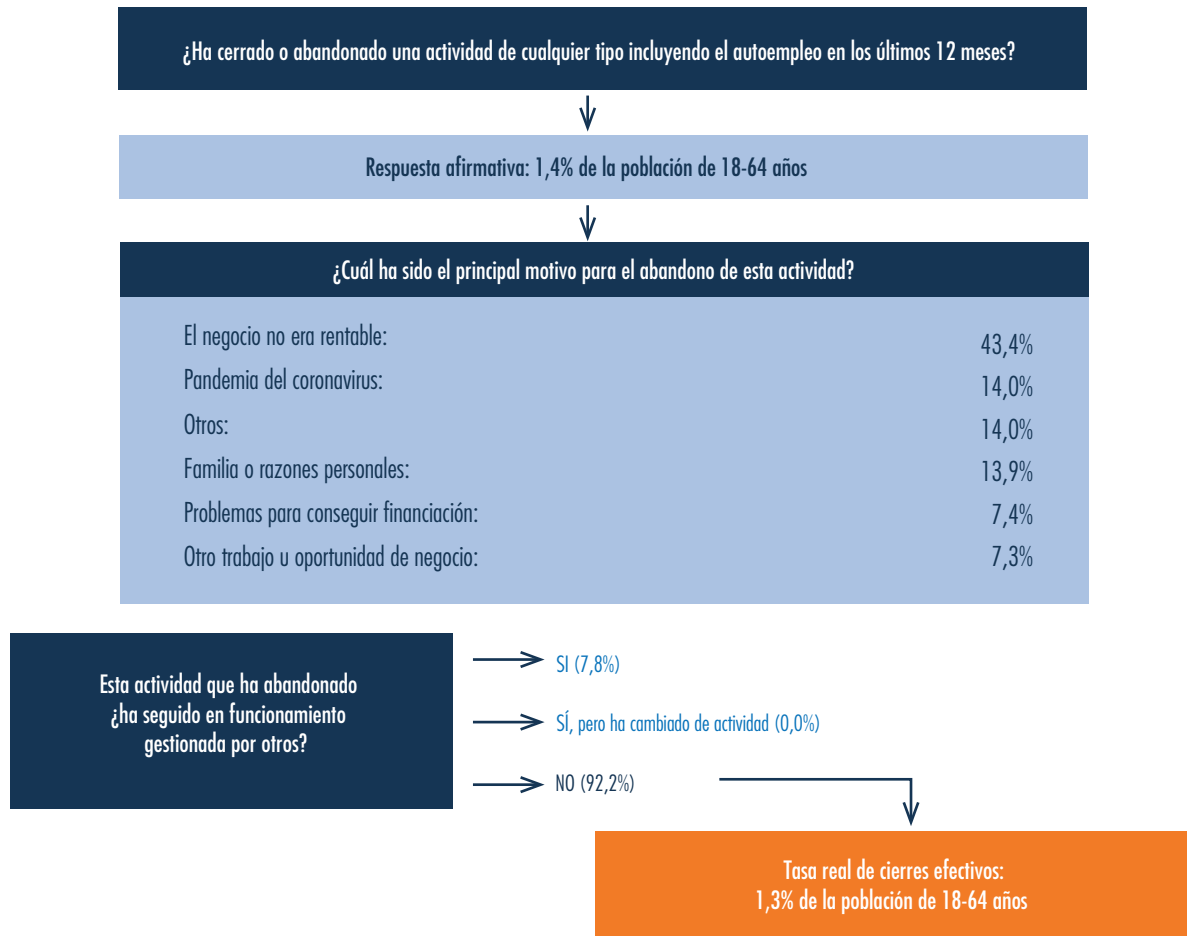 ¿Ha cerrado o abandonado una actividad de cualquier tipo incluyendo el autoempleo en los últimos 12 meses?
Respuesta afirmativa: 1,4% de la población de 18-64 años
¿Cuál ha sido el principal motivo para el abandono de esta actividad?
El negocio no era rentable: 43,4%
Pandemia del coronavirus: 14,0%
Otros: 14,0%
Familia o razones personales: 13,9%
Problemas para conseguir financiación: 7,4%
Otro trabajo u oportunidad de negocio: 7,3%
Esta actividad que ha abandonado
¿ha seguido en funcionamiento
gestionada por otros?
SI (7,8%)
SÍ, pero ha cambiado de actividad (0,0%)
NO (92,2%)
Tasa real de cierres efectivos:
1,3% de la población de 18-64 años